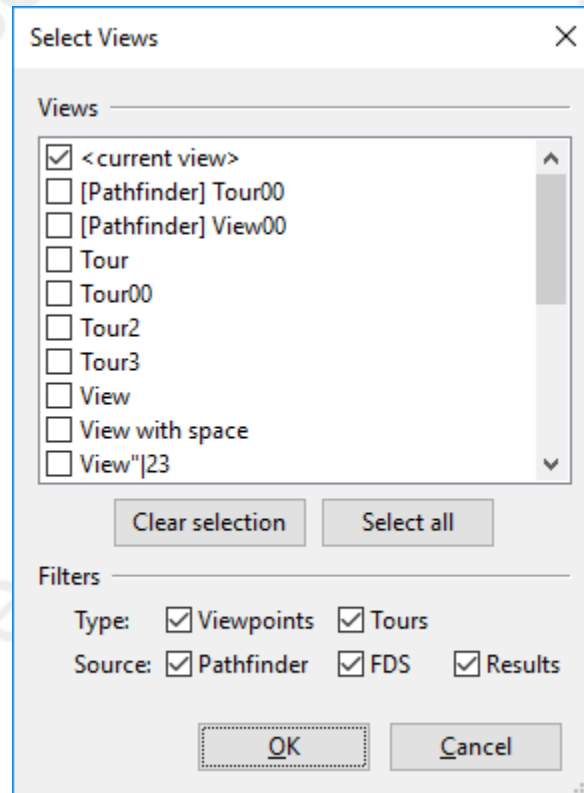 Select Views
Views
<current view>
[Pathfinder] Tour00
[Pathfinder] View00
Tour
Tour00
Tour2
Tour3
View
View with space
View"|23
Clear selection Select all
Filters
Type: Viewpoints Tours
Source: Pathfinder FDS Results
OK Cancel